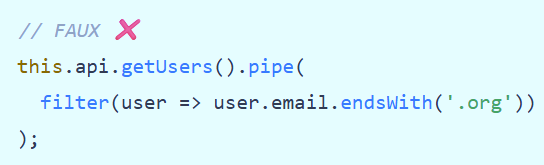 // FAUX ❌
this.api.getUsers().pipe(
  filter(user => user.email.endsWith('.org'))
);